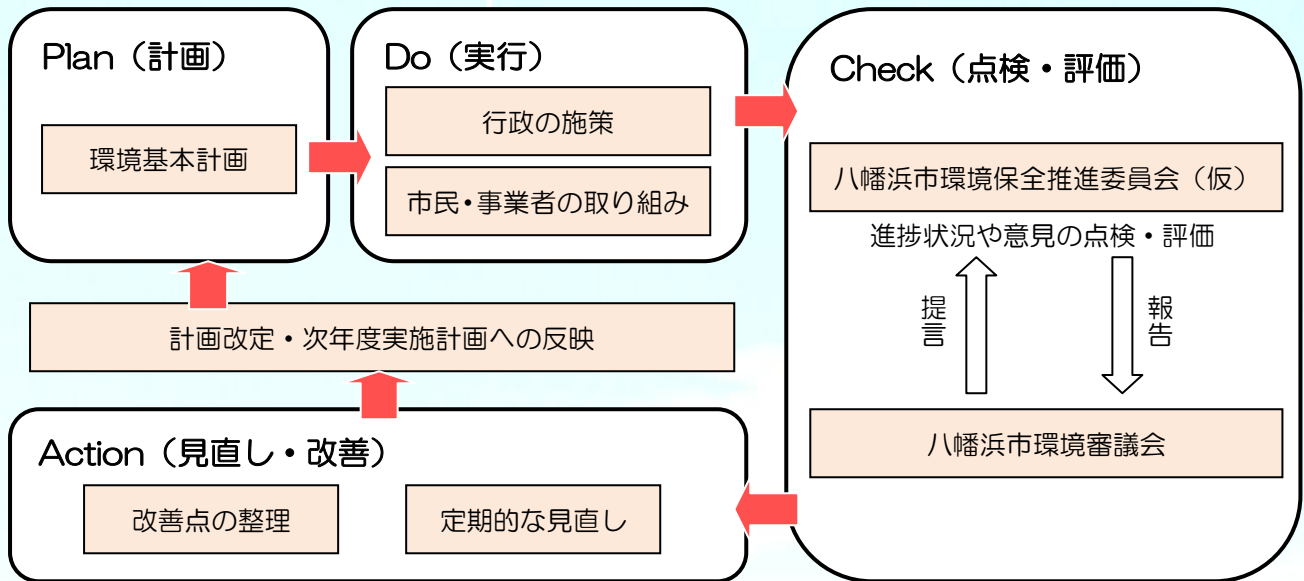 Plan（計画）
環境基本計画
Do（実行）
行政の施策
市民・事業者の取り組み
Check（点検・評価）
八幡浜市環境保全推進委員会（仮）
進捗状況や意見の点検・評価
提言
報告
八幡浜市環境審議会
計画改定・次年度実施計画への反映
Action（見直し・改善）
改善点の整理
定期的な見直し